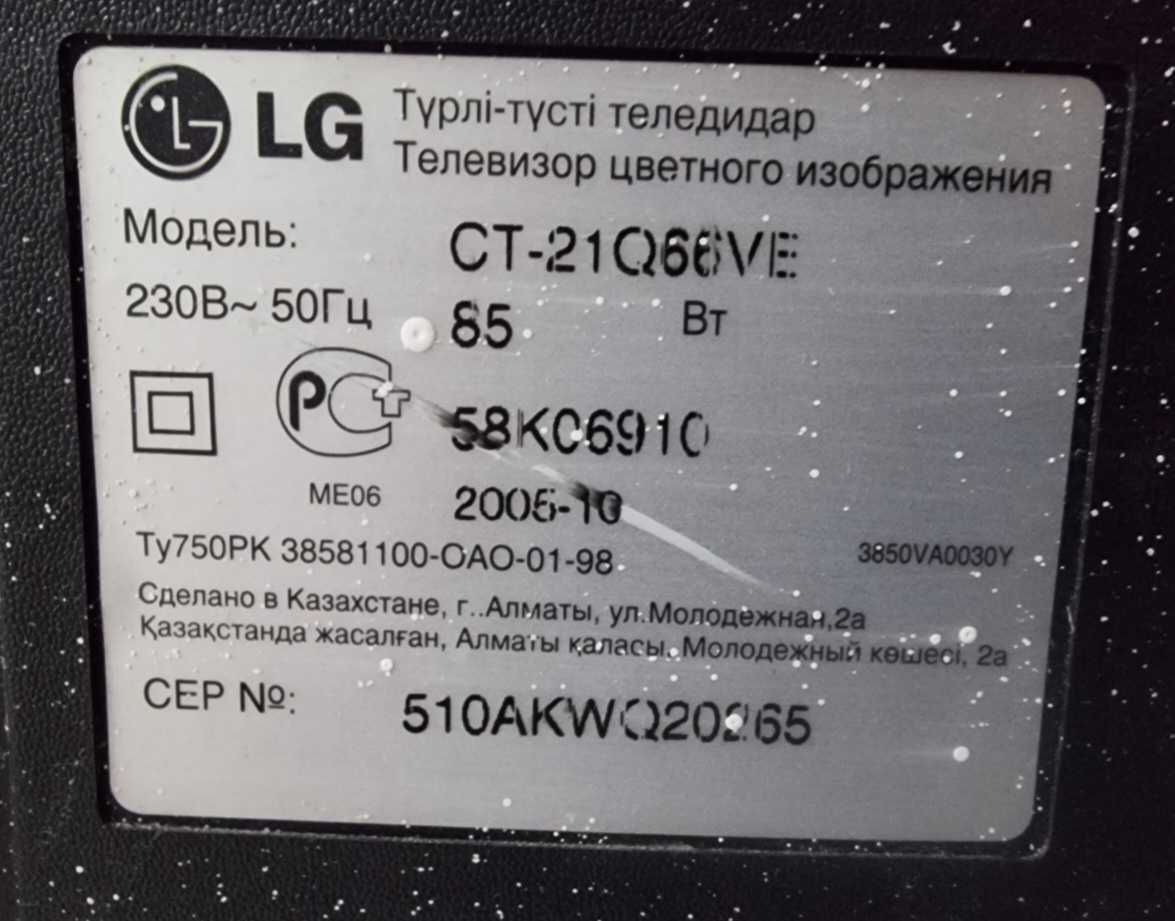 LG Түрлі-түсті теледидар
Телевизор цветного изображения
Модель: CT-21Q66VE
230В~ 50Гц 85 Вт
РСТ 58K06910
МЕ06 2005-10
Ту750РК 38581100-ОАО-01-98 3850VA0030Y
Сделано в Казахстане, г..Алматы, ул.Молодежная,2а
Қазақстанда жасалған, Алматы қаласы, Молодежный көшесі, 2а
СЕР №: 510AKWQ20265